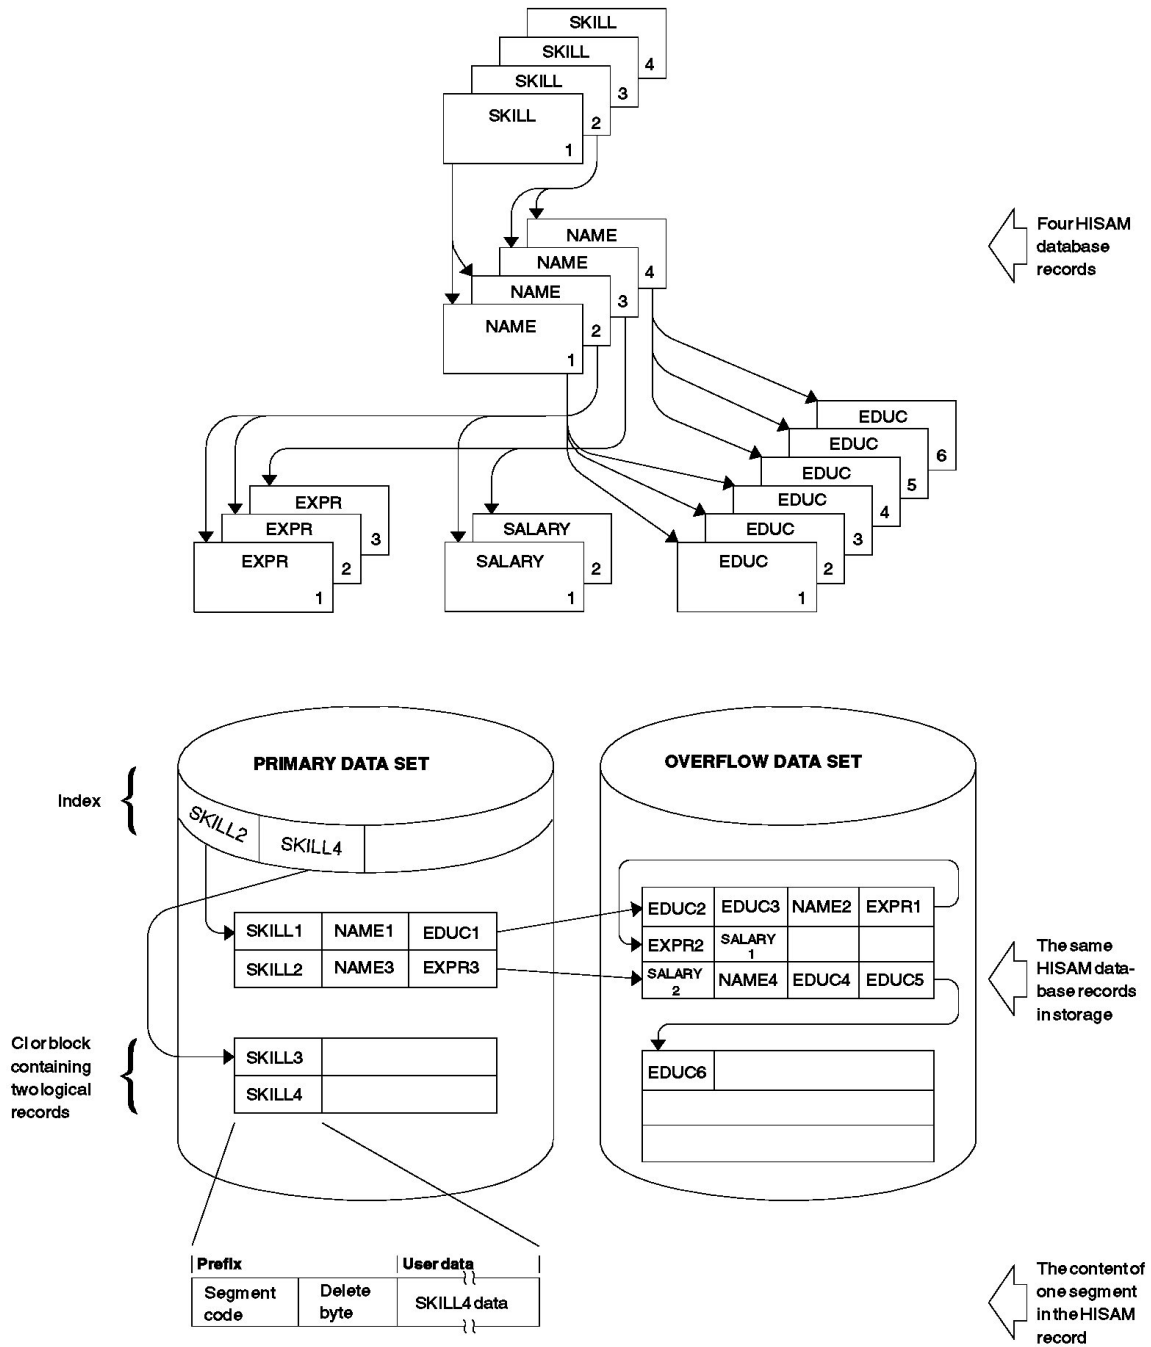 SKILL
4
SKILL
3
SKILL
2
SKILL
1
NAME
4
NAME
3
NAME
2
NAME
1
Four HISAM
database
records
EDUC
6
EDUC
5
EDUC
4
EDUC
3
EDUC
2
EDUC
1
EXPR
3
EXPR
2
EXPR
1
SALARY
2
SALARY
1
PRIMARY DATA SET
OVERFLOW DATA SET
Index
SKILL2
SKILL4
SKILL1 NAME1 EDUC1
SKILL2 NAME3 EXPR3
EDUC2 EDUC3 NAME2 EXPR1
EXPR2 SALARY
1
SALARY
2
NAME4 EDUC4 EDUC5
The same
HISAM data-
base records
in storage
CI or block
containing
two logical
records
SKILL3
SKILL4
EDUC6
Prefix User data
Segment
code
Delete
byte
SKILL4 data
The content of
one segment
in the HISAM
record